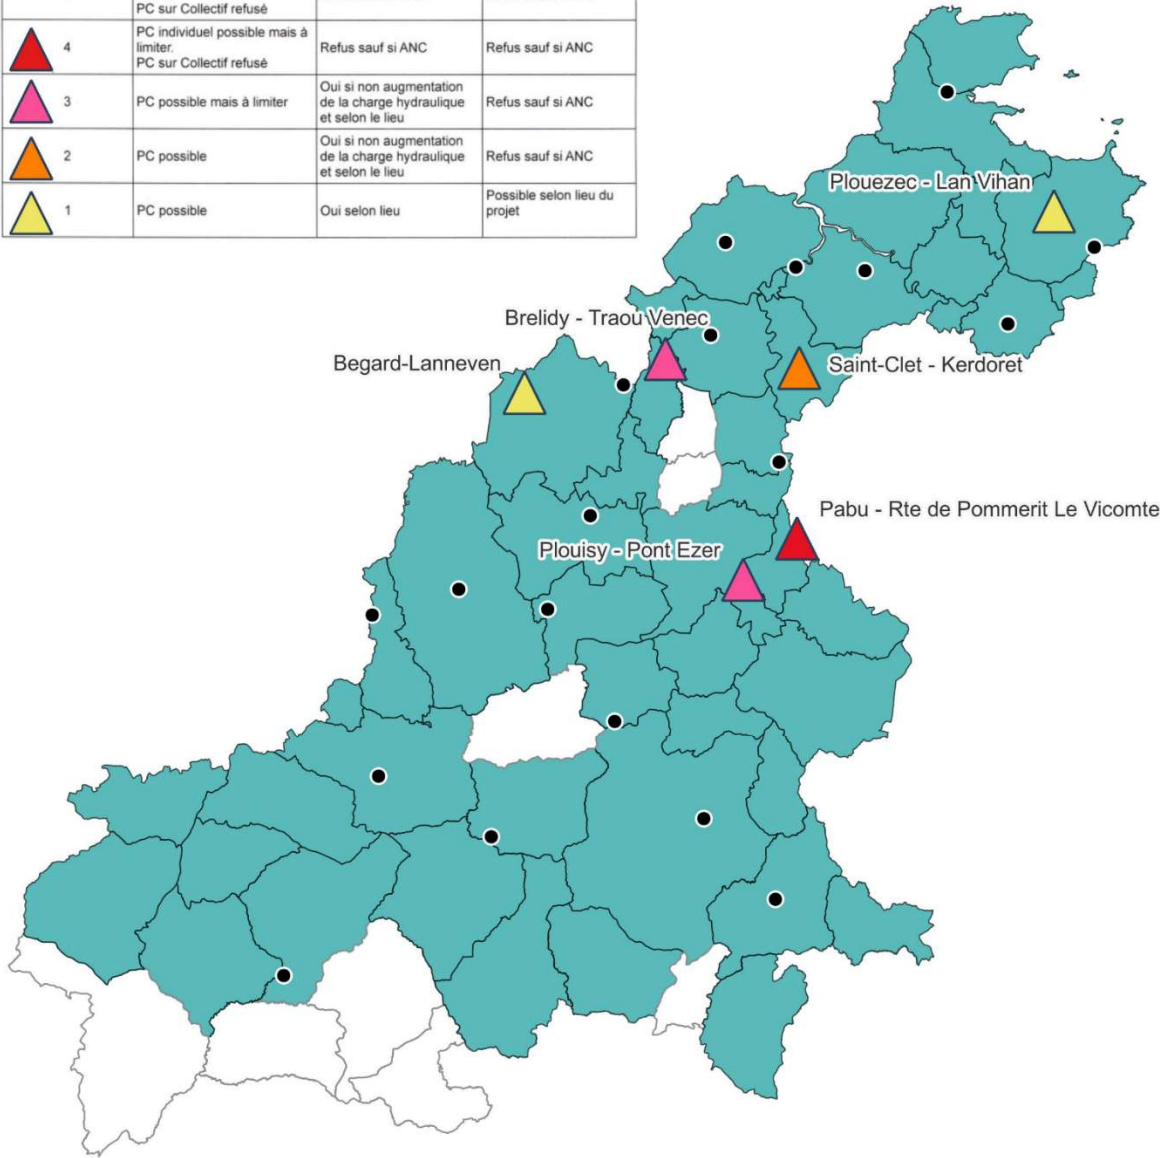 PC sur Collectif refusé
4
PC individuel possible mais à
limiter.
PC sur Collectif refusé
Refus sauf si ANC
Refus sauf si ANC
3
PC possible mais à limiter
Oui si non augmentation
de la charge hydraulique
et selon le lieu
Refus sauf si ANC
2
PC possible
Oui si non augmentation
de la charge hydraulique
et selon le lieu
Refus sauf si ANC
1
PC possible
Oui selon lieu
Possible selon lieu du
projet
Plouezec - Lan Vihan
Brelidy - Traou Venec
Begard-Lanneven
Saint-Clet - Kerdoret
Pabu - Rte de Pommerit Le Vicomte
Plouisy - Pont Ezer